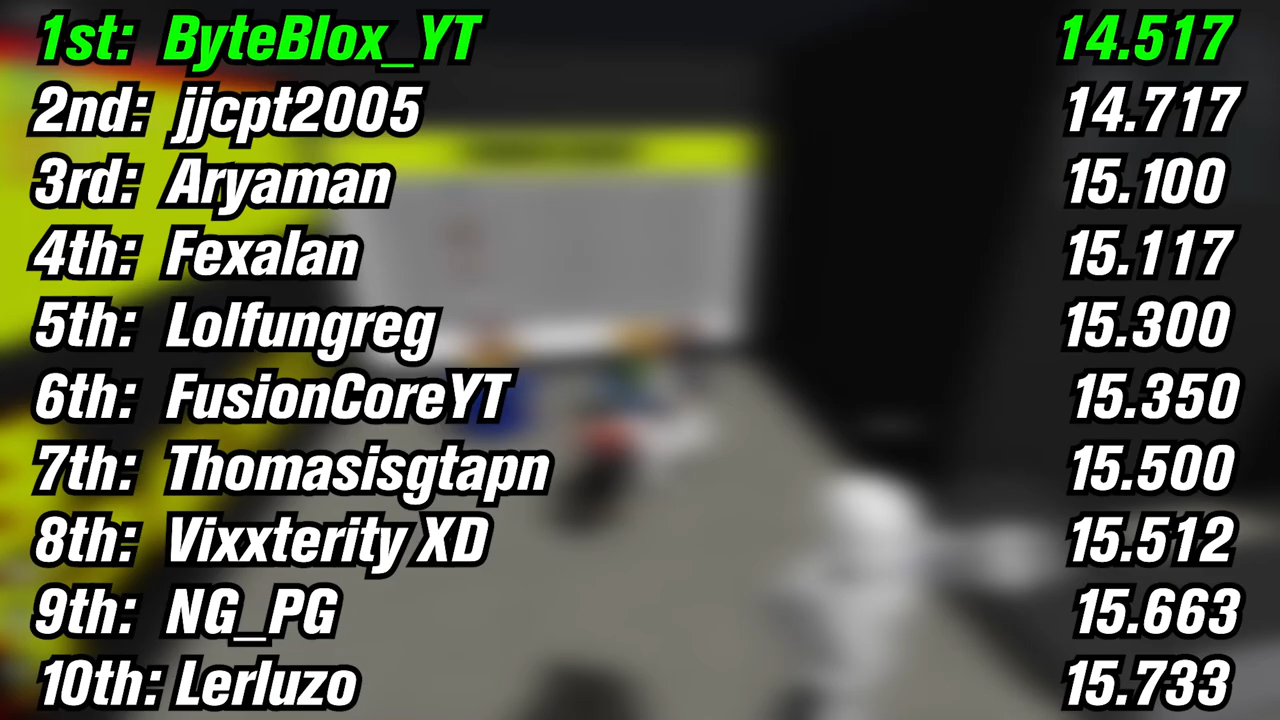 1st: ByteBlox_YT 14.517
2nd: jjcpt2005 14.717
3rd: Aryaman 15.100
4th: Fexalan 15.117
5th: Lolfungreg 15.300
6th: FusionCoreYT 15.350
7th: Thomasisgtapn 15.500
8th: Vixxterity XD 15.512
9th: NG_PG 15.663
10th: Lerluzo 15.733